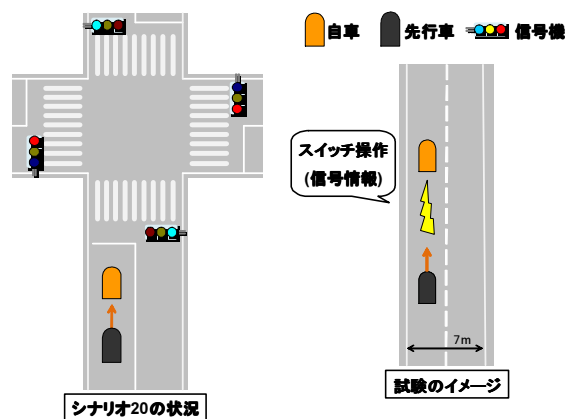 自車 先行車 信号機
スイッチ操作
(信号情報)
7m
シナリオ20の状況
試験のイメージ